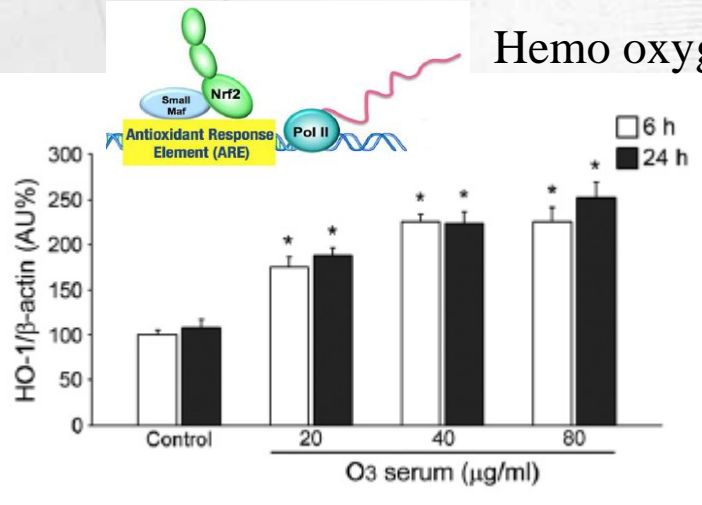 Hemo oxyg
Nrf2
Small
Maf
Antioxidant Response
Element (ARE)
Pol II
6 h
24 h
HO-1/β-actin (AU%)
300
250
200
150
100
50
0
* * * * * *
Control 20 40 80
O3 serum (μg/ml)